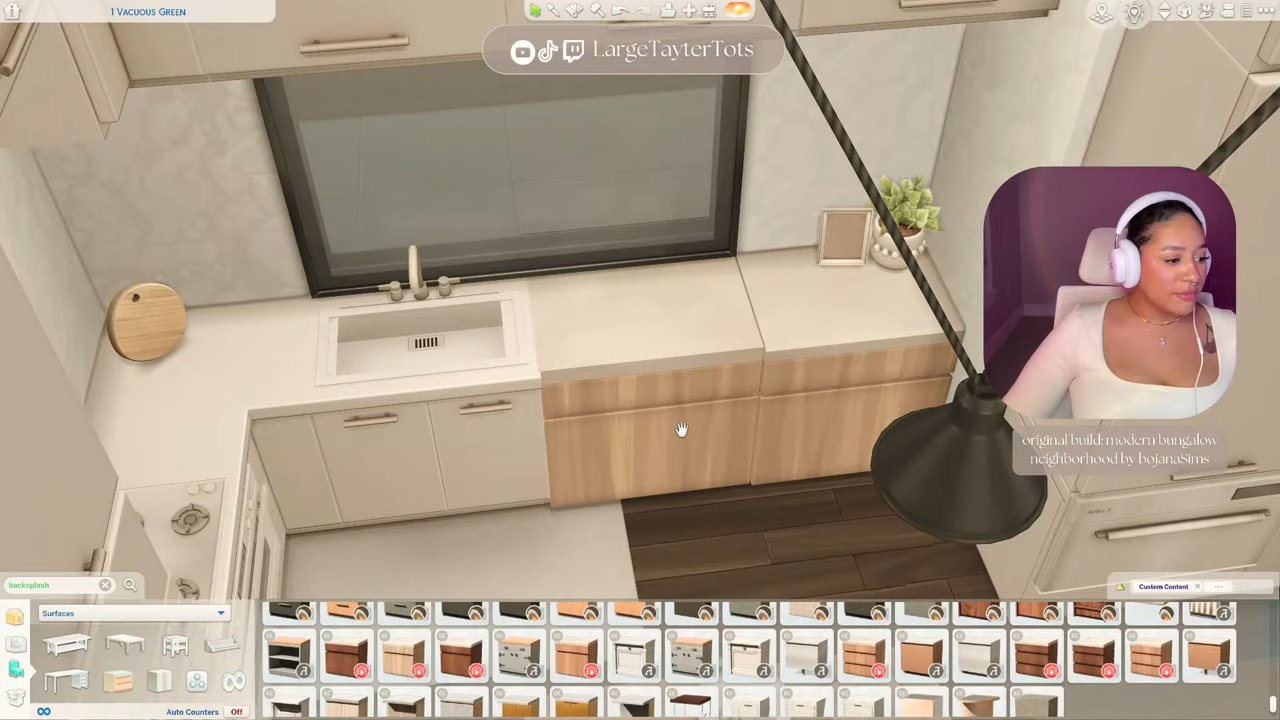 1 Vacuous Green
LargeTayterTots
original build: modern bungalow
neighborhood by bojanaSims
backsplash
Custom Content
Surfaces
Auto Counters
Off